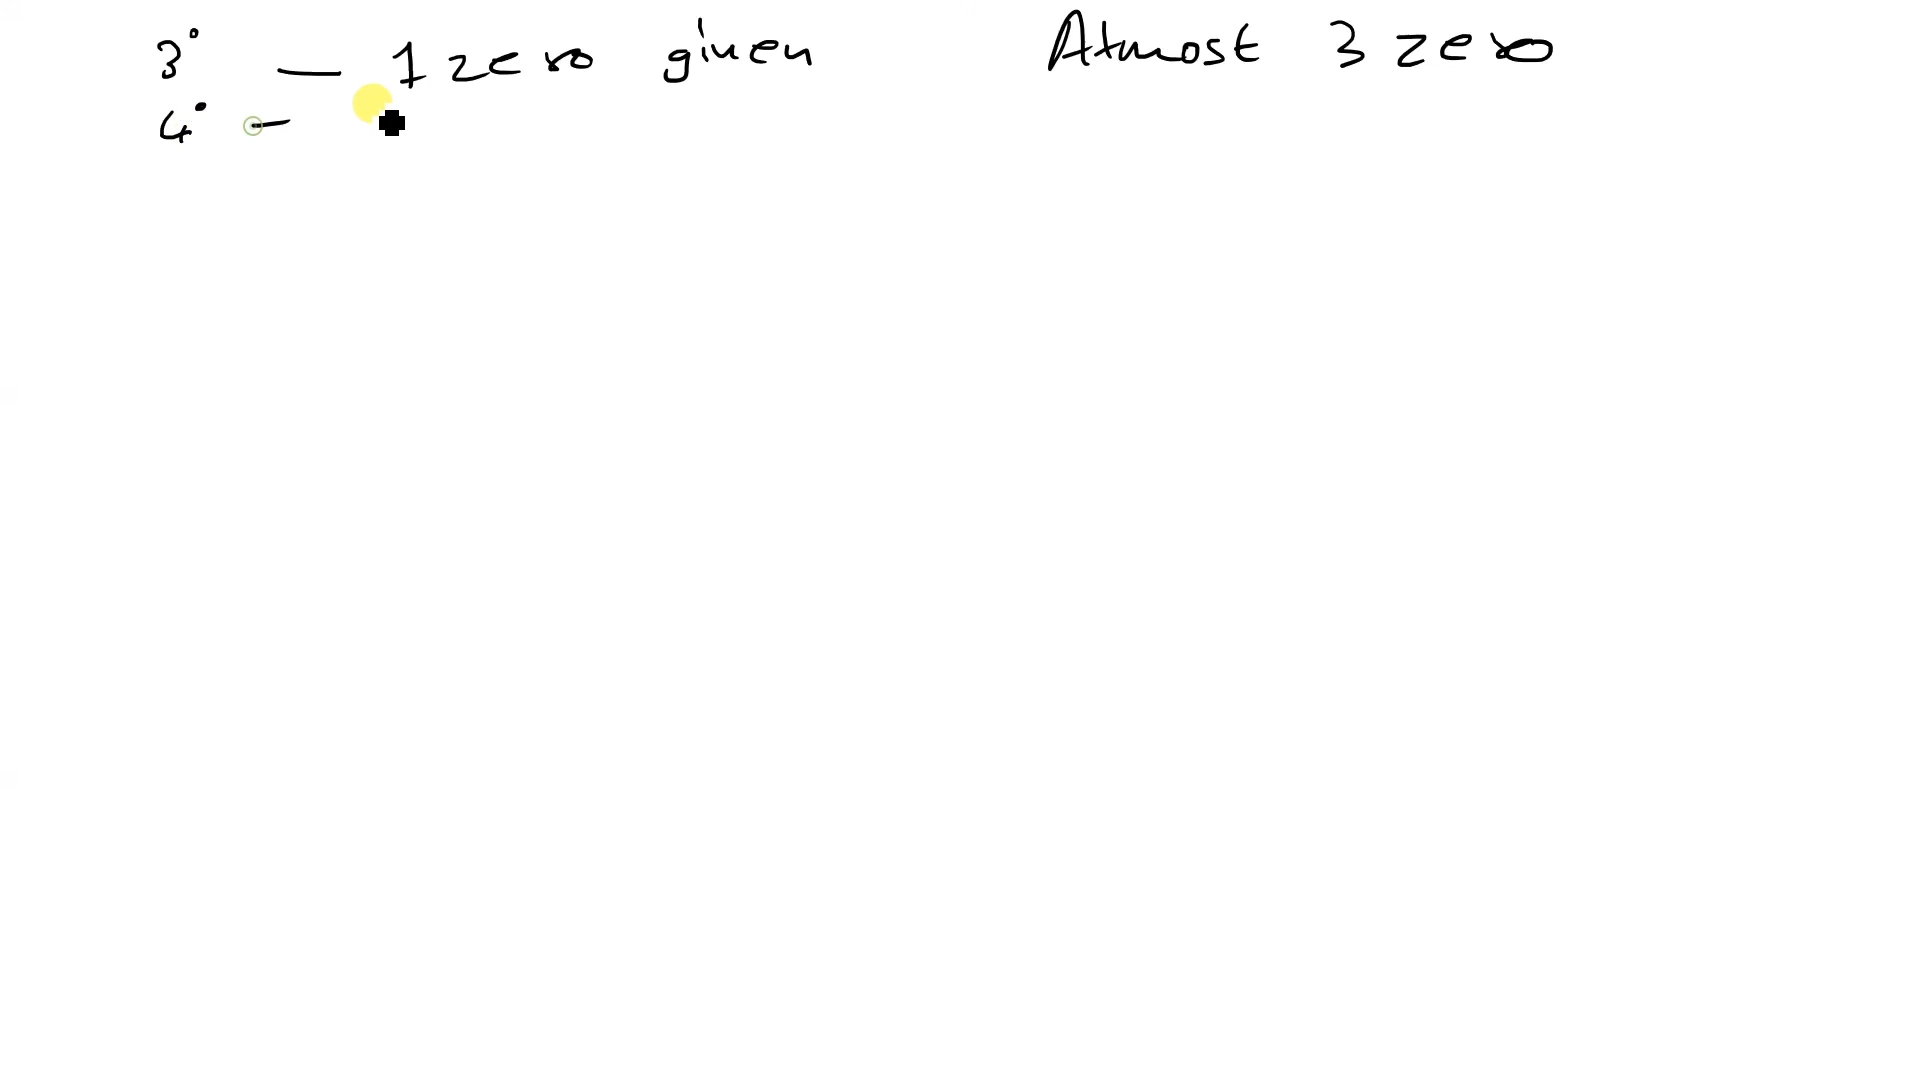 3° — 1 zero given Atmost 3 zero
4° —